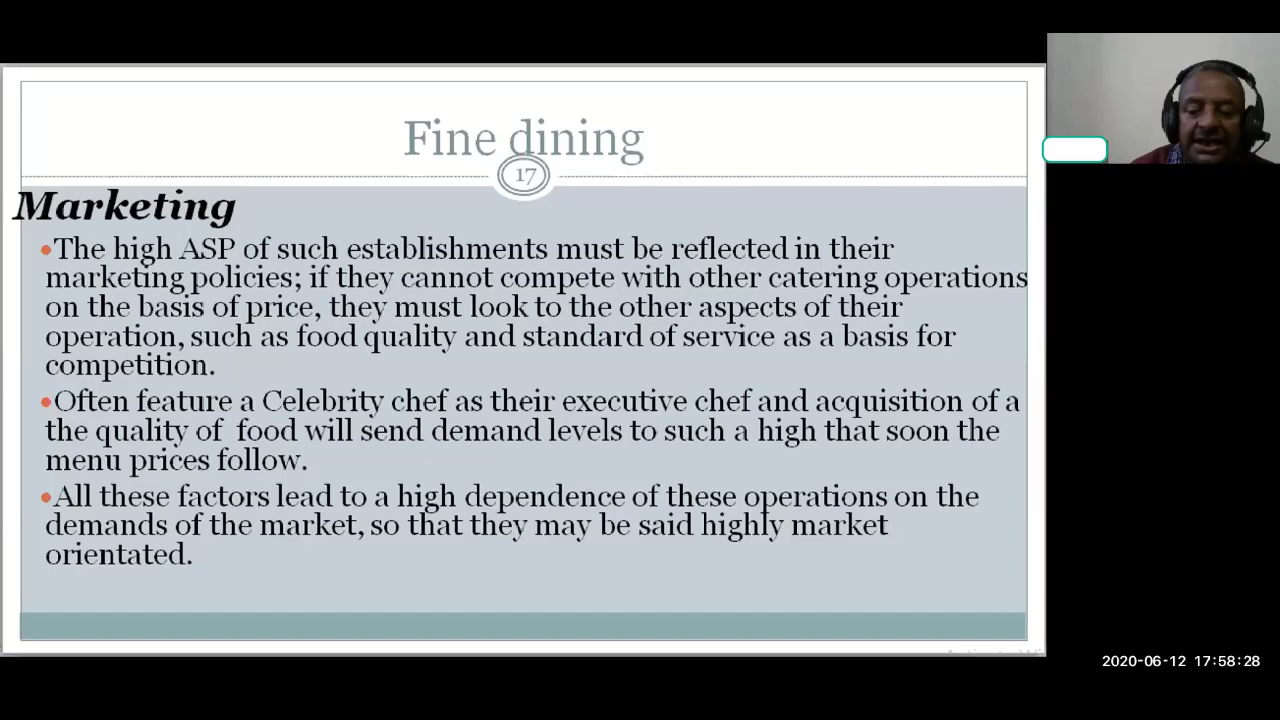 Fine dining
17
Marketing
•The high ASP of such establishments must be reflected in their
marketing policies; if they cannot compete with other catering operations
on the basis of price, they must look to the other aspects of their
operation, such as food quality and standard of service as a basis for
competition.
•Often feature a Celebrity chef as their executive chef and acquisition of a
the quality of food will send demand levels to such a high that soon the
menu prices follow.
•All these factors lead to a high dependence of these operations on the
demands of the market, so that they may be said highly market
orientated.
2020-06-12 17:58:28